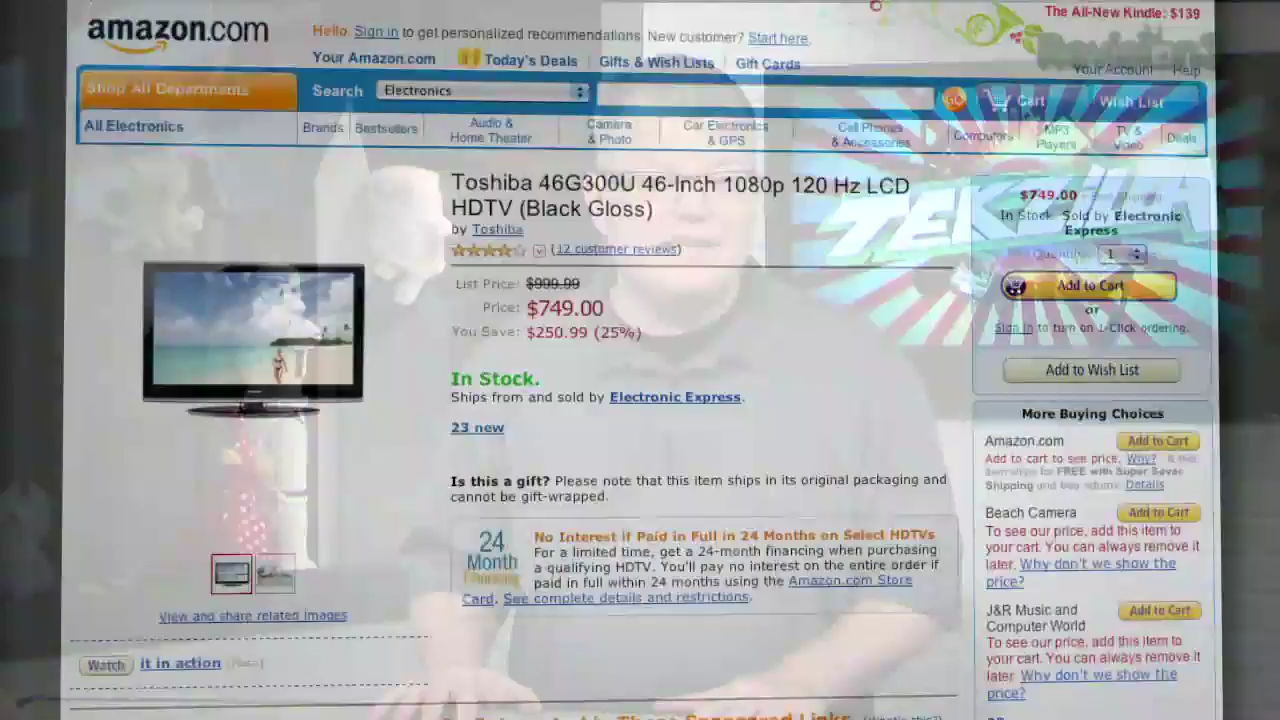 amazon.com
Hello. Sign in to get personalized recommendations. New customer? Start here.
The All-New Kindle: $139
Your Amazon.com
Today's Deals
Gifts & Wish Lists
Gift Cards
Your Account
Help
Shop All Departments
Search
Electronics
GO
Cart
Wish List
All Electronics
Brands
Bestsellers
Audio &
Home Theater
Camera
& Photo
Car Electronics
& GPS
Cell Phones
& Accessories
Computers
MP3
Players
TV &
Video
Deals
TEKZILLA
Toshiba 46G300U 46-Inch 1080p 120 Hz LCD
HDTV (Black Gloss)
by Toshiba
(12 customer reviews)
List Price: $999.99
Price: $749.00
You Save: $250.99 (25%)
In Stock.
Ships from and sold by Electronic Express.
23 new
Is this a gift? Please note that this item ships in its original packaging and
cannot be gift-wrapped.
24
Month
Financing
No Interest if Paid in Full in 24 Months on Select HDTVs
For a limited time, get a 24-month financing when purchasing
a qualifying HDTV. You'll pay no interest on the entire order if
paid in full within 24 months using the Amazon.com Store
Card. See complete details and restrictions.
View and share related images
Watch it in action
$749.00
In Stock. Sold by Electronic
Express
Quantity: 1
Add to Cart
or
Sign in to turn on 1-Click ordering.
Add to Wish List
More Buying Choices
Amazon.com
Add to Cart
Add to cart to see price. Why?
for FREE with Super Saver
Shipping and Details
Beach Camera
Add to Cart
To see our price, add this item to
your cart. You can always remove it
later. Why don't we show the
price?
J&R Music and
Computer World
Add to Cart
To see our price, add this item to
your cart. You can always remove it
later. Why don't we show the
price?